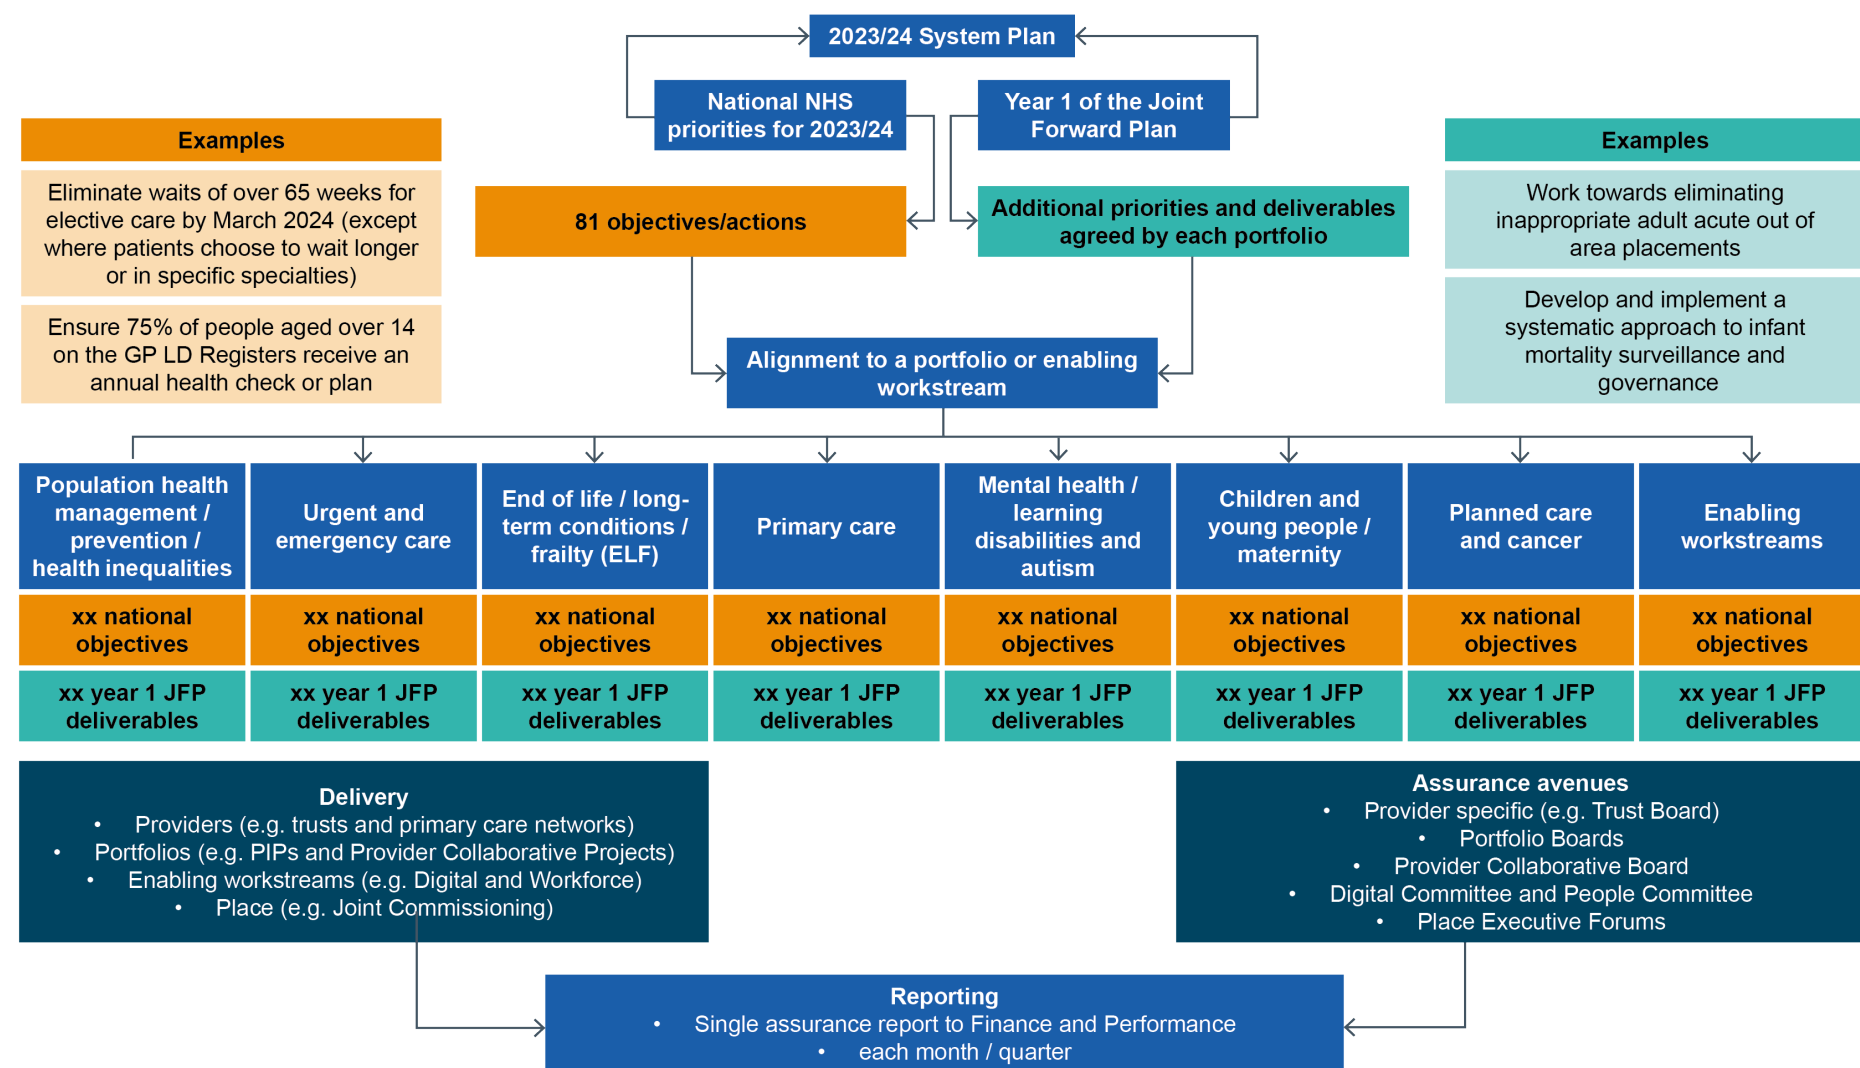 2023/24 System Plan
National NHS
priorities for 2023/24
Year 1 of the Joint
Forward Plan
Examples
Eliminate waits of over 65 weeks for
elective care by March 2024 (except
where patients choose to wait longer
or in specific specialties)
Ensure 75% of people aged over 14
on the GP LD Registers receive an
annual health check or plan
81 objectives/actions
Additional priorities and deliverables
agreed by each portfolio
Examples
Work towards eliminating
inappropriate adult acute out of
area placements
Develop and implement a
systematic approach to infant
mortality surveillance and
governance
Alignment to a portfolio or enabling
workstream
Population health
management /
prevention /
health inequalities
Urgent and
emergency care
End of life / long-
term conditions /
frailty (ELF)
Primary care
Mental health /
learning
disabilities and
autism
Children and
young people /
maternity
Planned care
and cancer
Enabling
workstreams
xx national
objectives
xx national
objectives
xx national
objectives
xx national
objectives
xx national
objectives
xx national
objectives
xx national
objectives
xx national
objectives
xx year 1 JFP
deliverables
xx year 1 JFP
deliverables
xx year 1 JFP
deliverables
xx year 1 JFP
deliverables
xx year 1 JFP
deliverables
xx year 1 JFP
deliverables
xx year 1 JFP
deliverables
xx year 1 JFP
deliverables
Delivery
• Providers (e.g. trusts and primary care networks)
• Portfolios (e.g. PIPs and Provider Collaborative Projects)
• Enabling workstreams (e.g. Digital and Workforce)
• Place (e.g. Joint Commissioning)
Assurance avenues
• Provider specific (e.g. Trust Board)
• Portfolio Boards
• Provider Collaborative Board
• Digital Committee and People Committee
• Place Executive Forums
Reporting
• Single assurance report to Finance and Performance
• each month / quarter